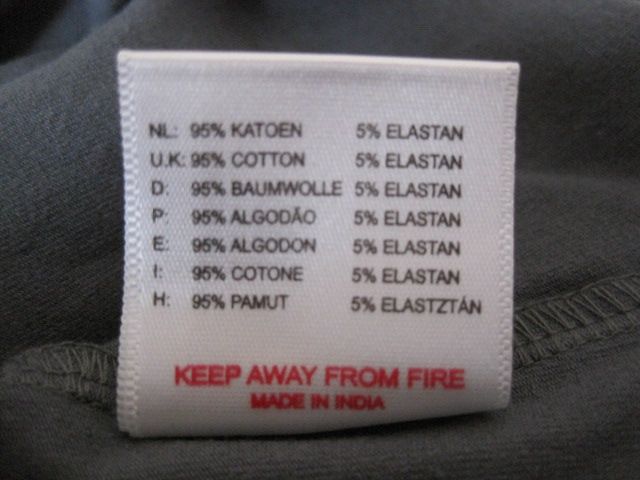 NL: 95% KATOEN 5% ELASTAN
U.K: 95% COTTON 5% ELASTAN
D: 95% BAUMWOLLE 5% ELASTAN
P: 95% ALGODÃO 5% ELASTAN
E: 95% ALGODON 5% ELASTAN
I: 95% COTONE 5% ELASTAN
H: 95% PAMUT 5% ELASTZTÁN
KEEP AWAY FROM FIRE
MADE IN INDIA